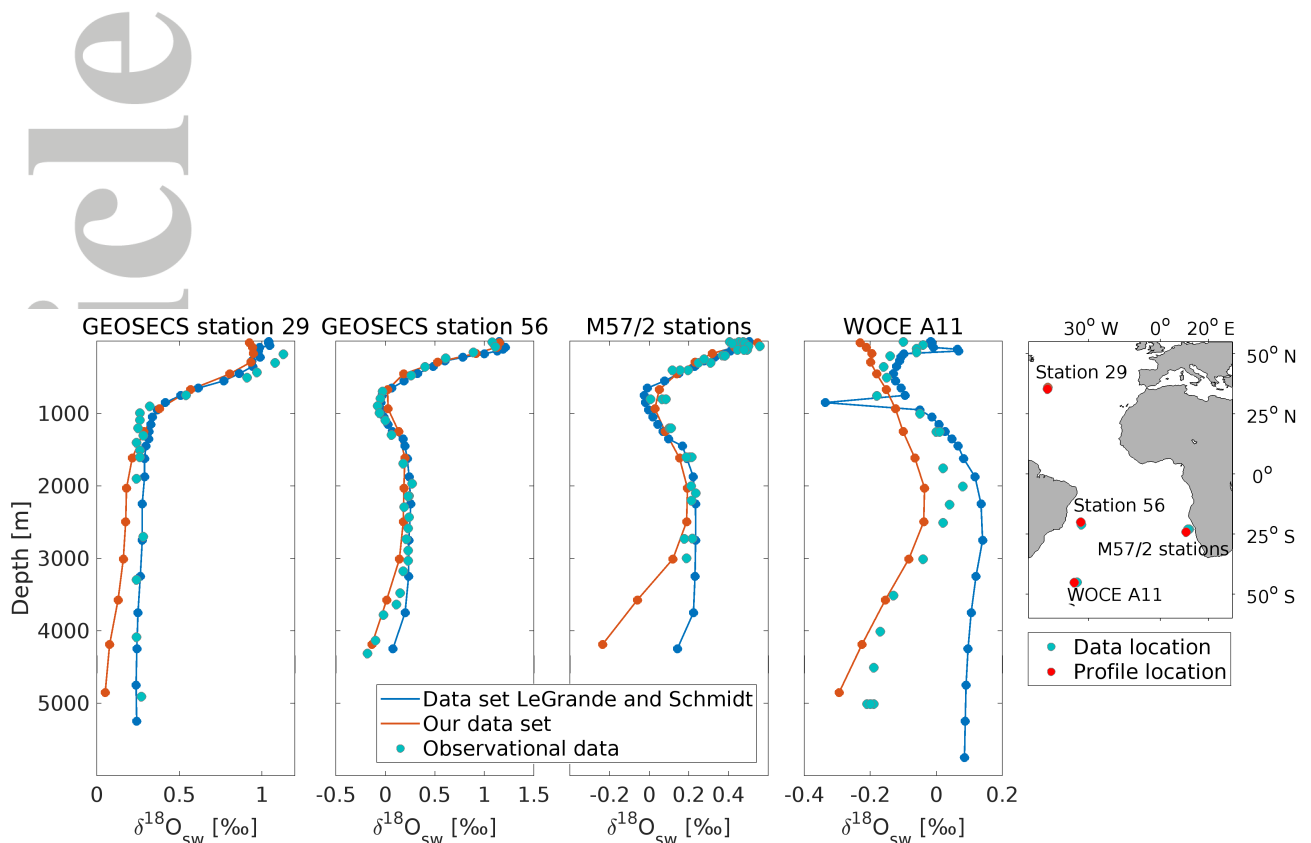 icle
GEOSECS station 29
GEOSECS station 56
M57/2 stations
WOCE A11
30° W 0° 20° E
50° N
25° N
0°
25° S
50° S
Station 29
Station 56
M57/2 stations
WOCE A11
Data location
Profile location
Depth [m]
1000
2000
3000
4000
5000
Data set LeGrande and Schmidt
Our data set
Observational data
0 0.5 1
-0.5 0 0.5 1 1.5
-0.2 0 0.2 0.4
-0.4 -0.2 0 0.2
δ¹⁸Osw [‰]
δ¹⁸Osw [‰]
δ¹⁸Osw [‰]
δ¹⁸Osw [‰]